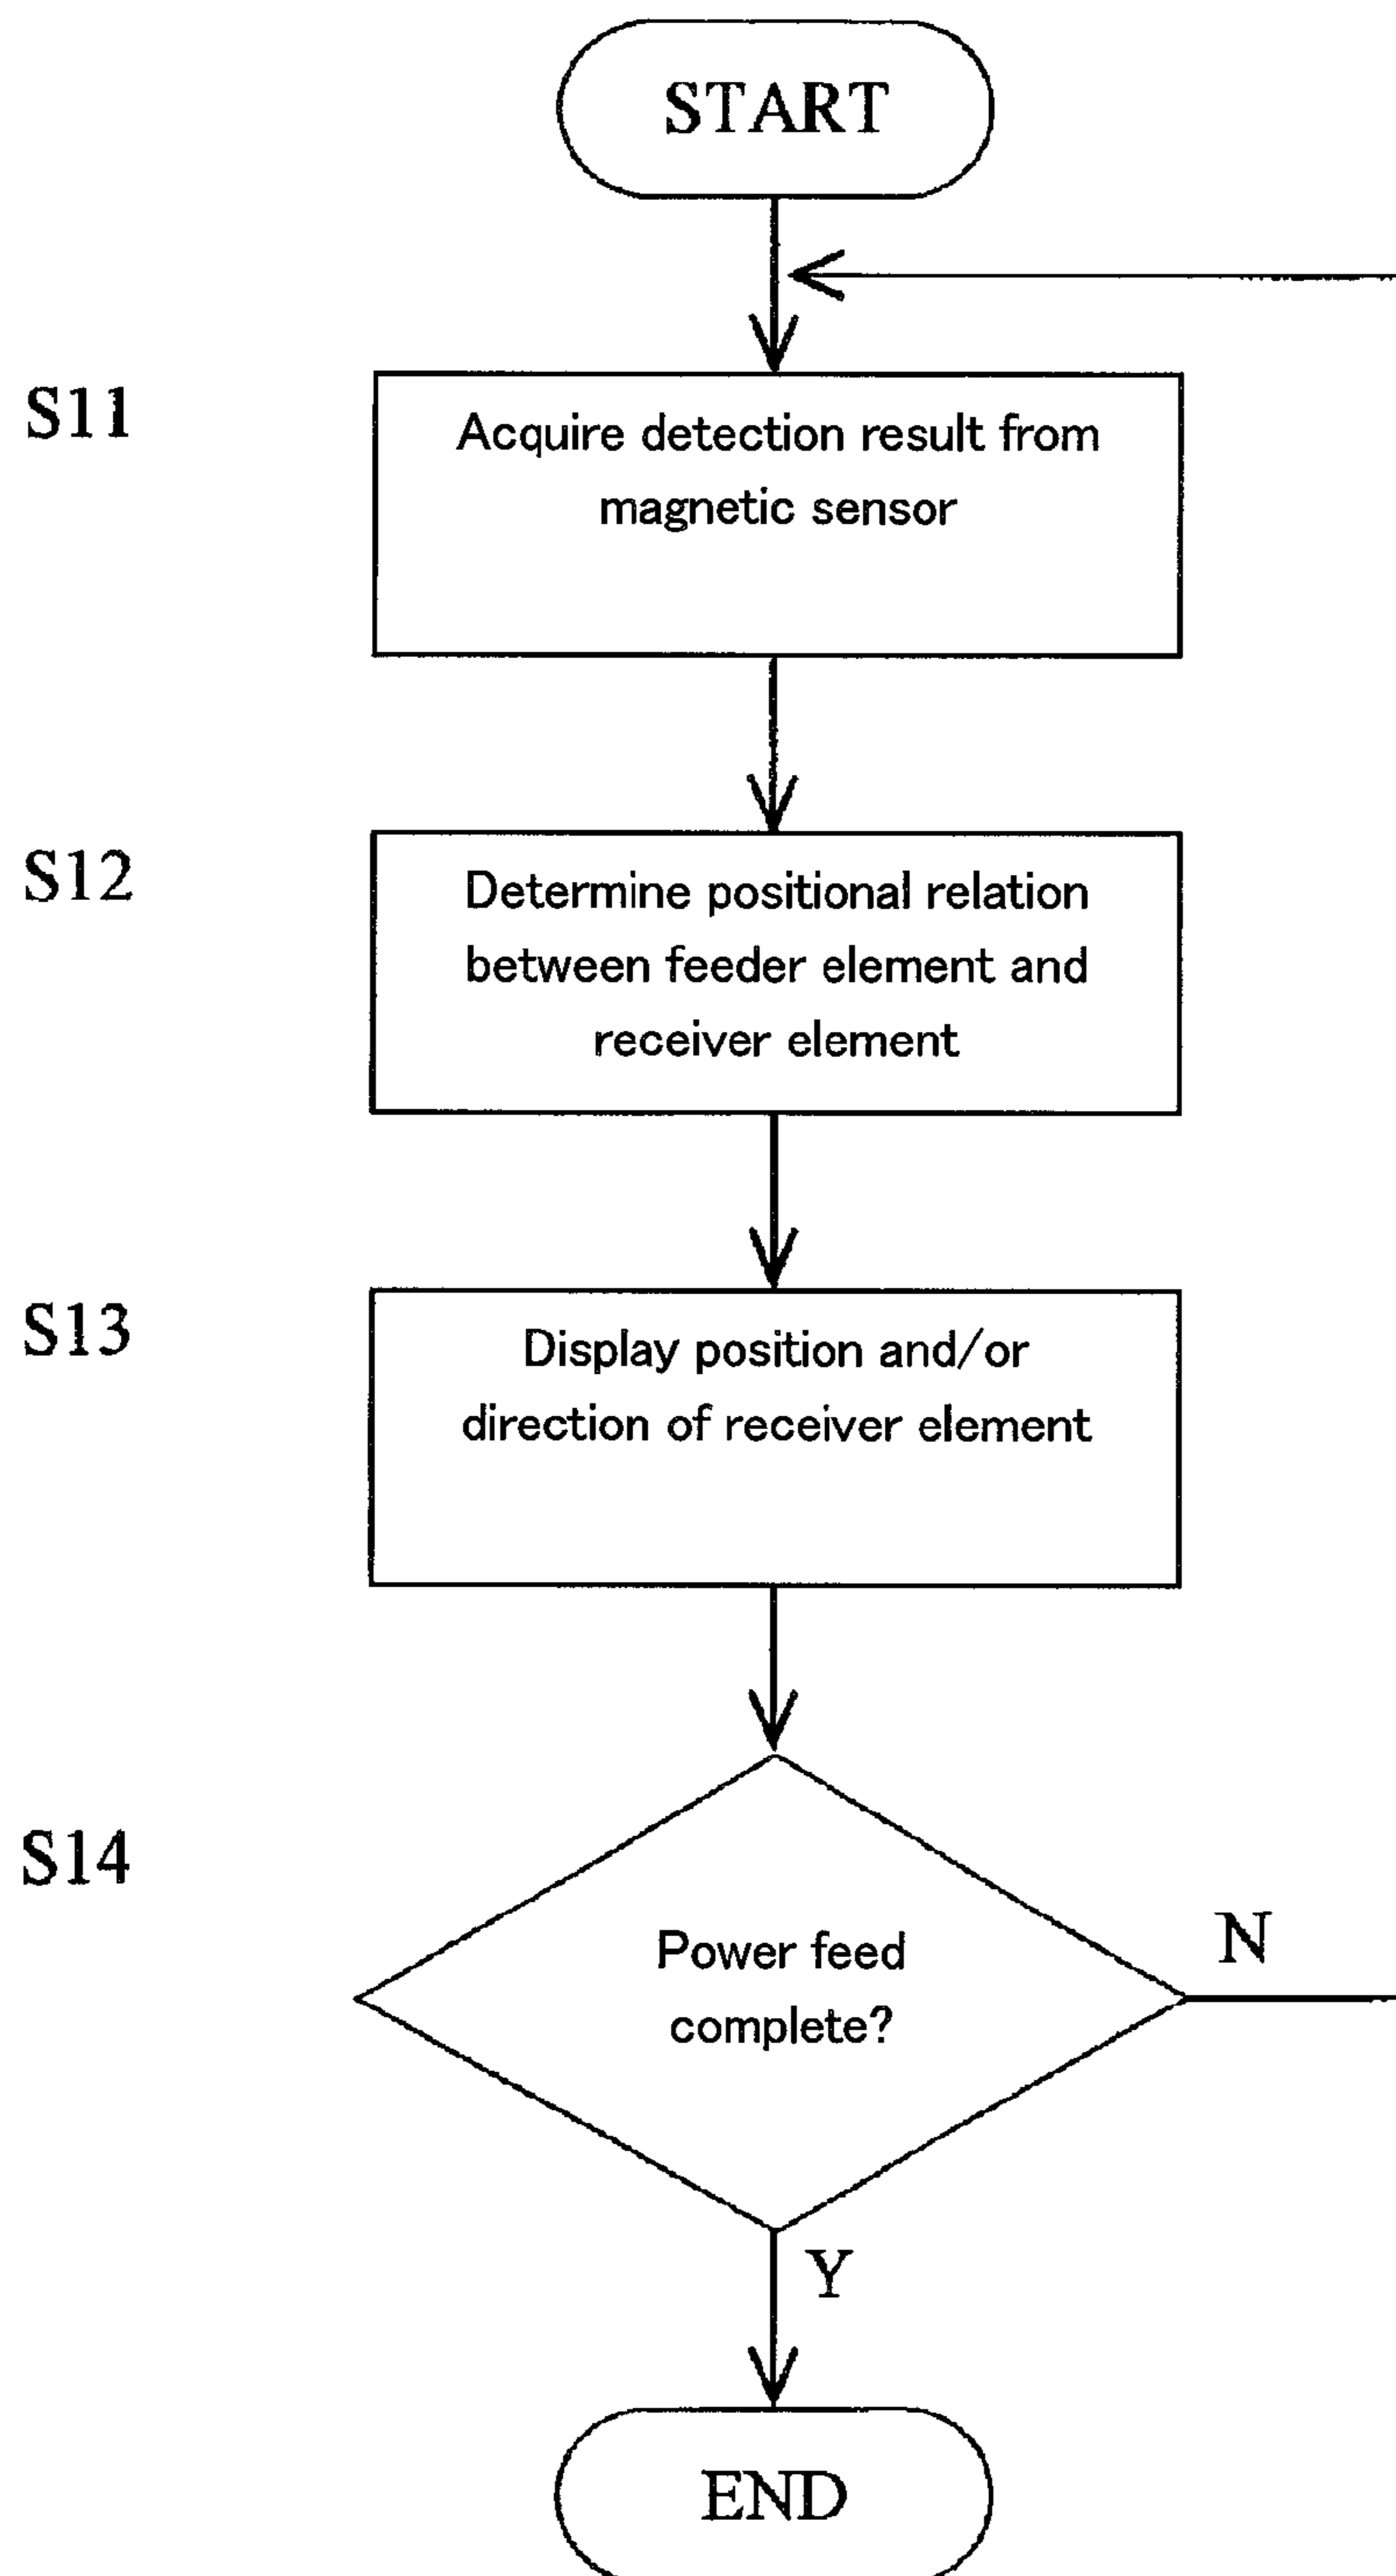 START
S11
Acquire detection result from
magnetic sensor
S12
Determine positional relation
between feeder element and
receiver element
S13
Display position and/or
direction of receiver element
S14
Power feed
complete?
N
Y
END